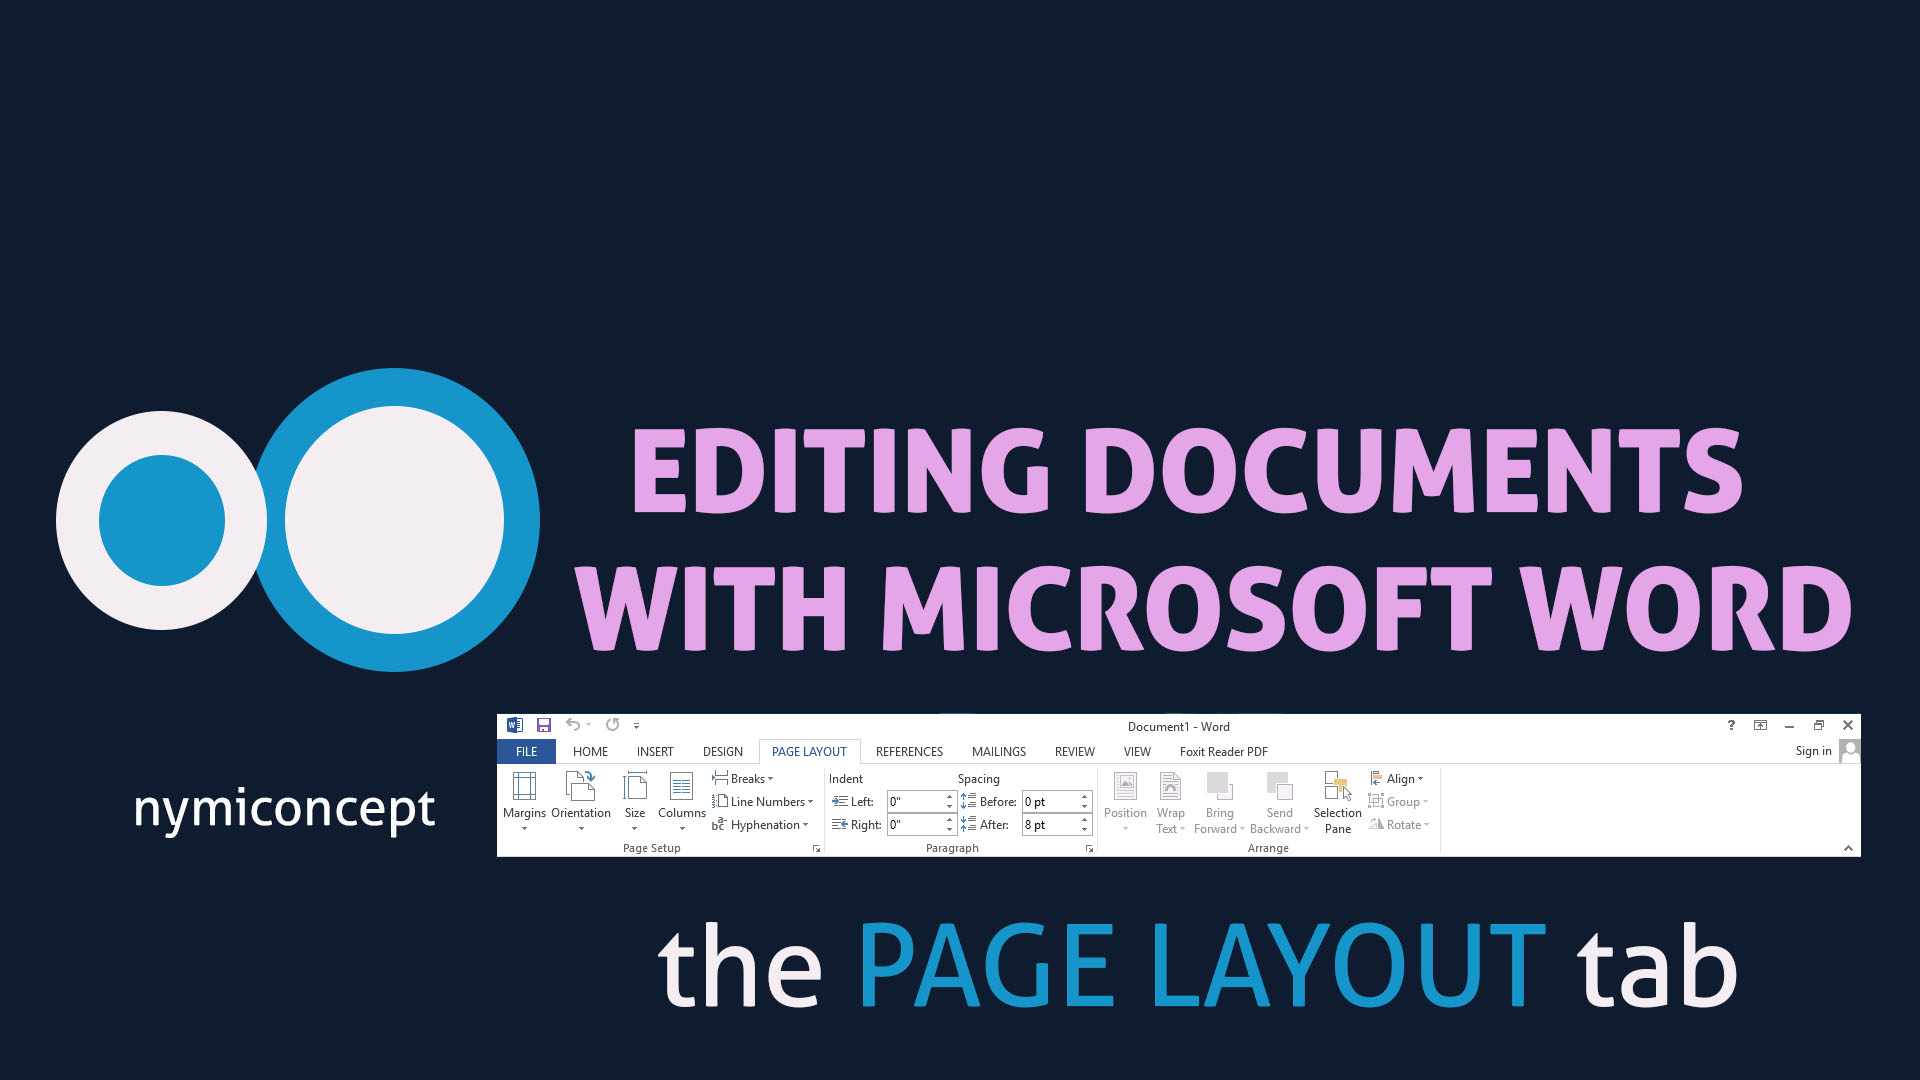 EDITING DOCUMENTS
WITH MICROSOFT WORD
nymiconcept
Document1 - Word
?
FILE HOME INSERT DESIGN PAGE LAYOUT REFERENCES MAILINGS REVIEW VIEW Foxit Reader PDF Sign in
Margins Orientation Size Columns
Breaks
Line Numbers
Hyphenation
Page Setup
Indent Spacing
Left: 0" Before: 0 pt
Right: 0" After: 8 pt
Paragraph
Position Wrap Text Bring Forward Send Backward Selection Pane
Align
Group
Rotate
Arrange
the PAGE LAYOUT tab